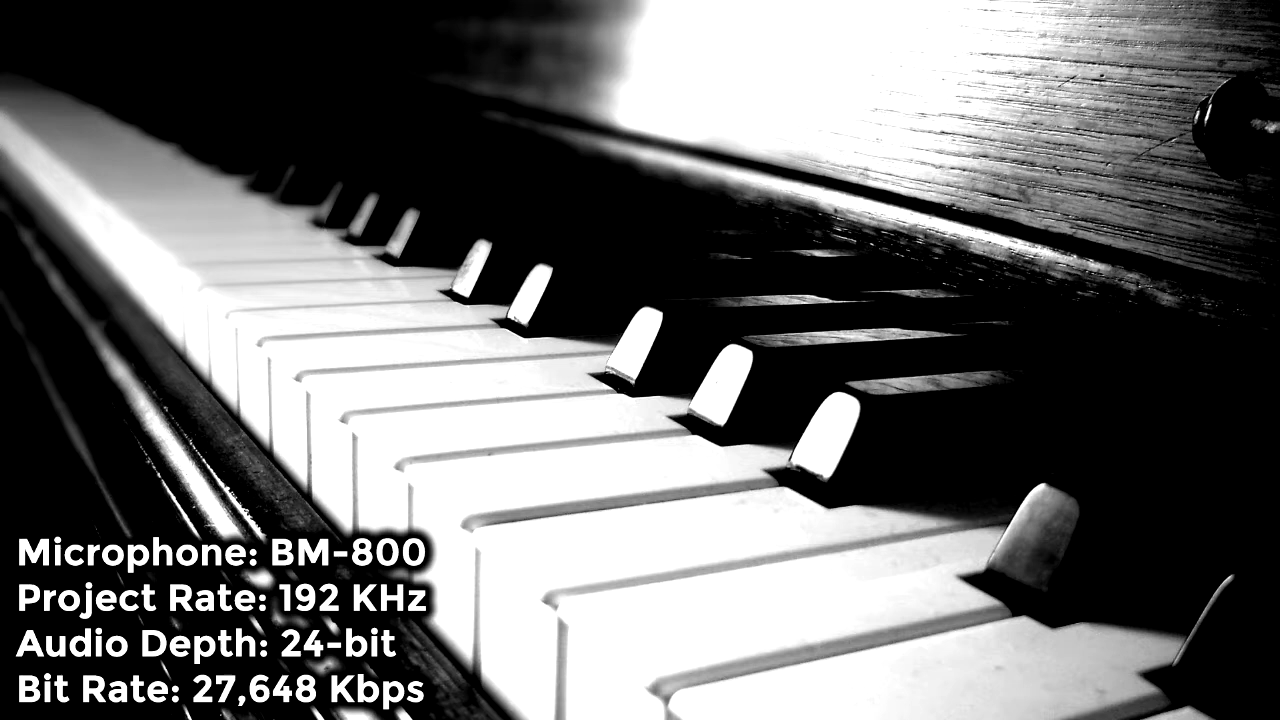 Microphone: BM-800
Project Rate: 192 KHz
Audio Depth: 24-bit
Bit Rate: 27,648 Kbps